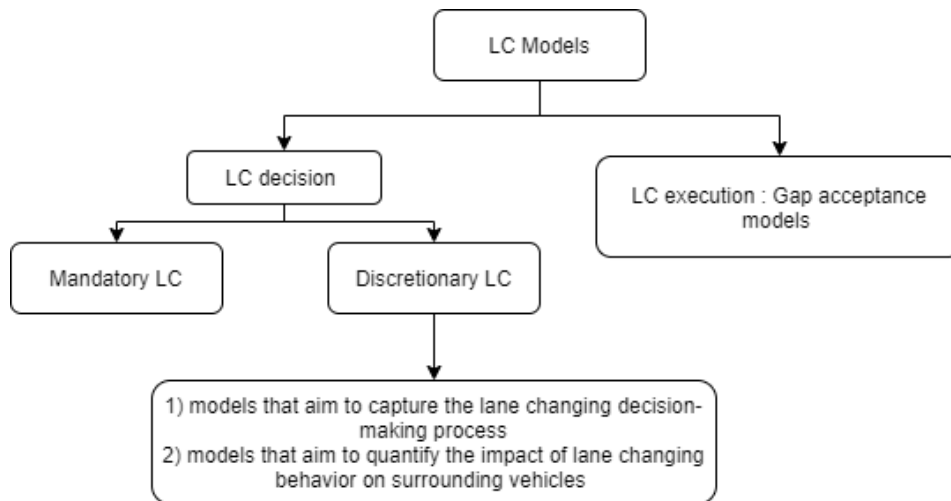 LC Models
LC decision
LC execution : Gap acceptance
models
Mandatory LC
Discretionary LC
1) models that aim to capture the lane changing decision-
making process
2) models that aim to quantify the impact of lane changing
behavior on surrounding vehicles